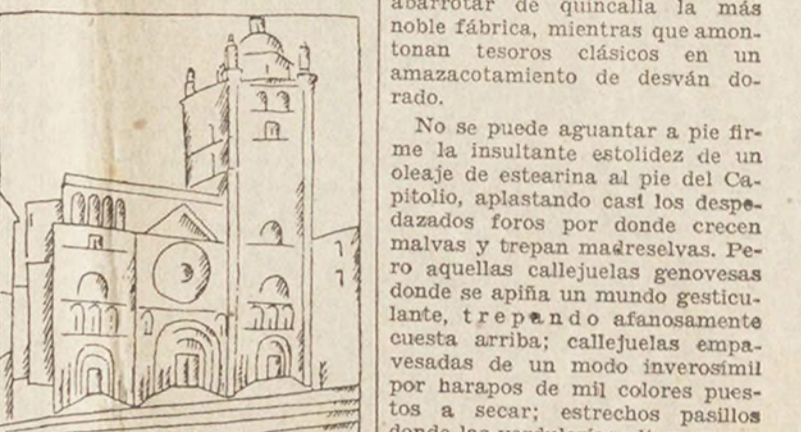 abarrotar de quincalla la más
noble fábrica, mientras que amon-
tonan tesoros clásicos en un
amazacotamiento de desván do-
rado.
No se puede aguantar a pie fir-
me la insultante estolidez de un
oleaje de estearina al pie del Ca-
pitolio, aplastando casi los despe-
dazados foros por donde crecen
malvas y trepan madreselvas. Pe-
ro aquellas callejuelas genovesas
donde se apiña un mundo gesticu-
lante, trepando afanosamente
cuesta arriba; callejuelas empa-
vesadas de un modo inverosímil
por harapos de mil colores pues-
tos a secar; estrechos pasillos
donde las